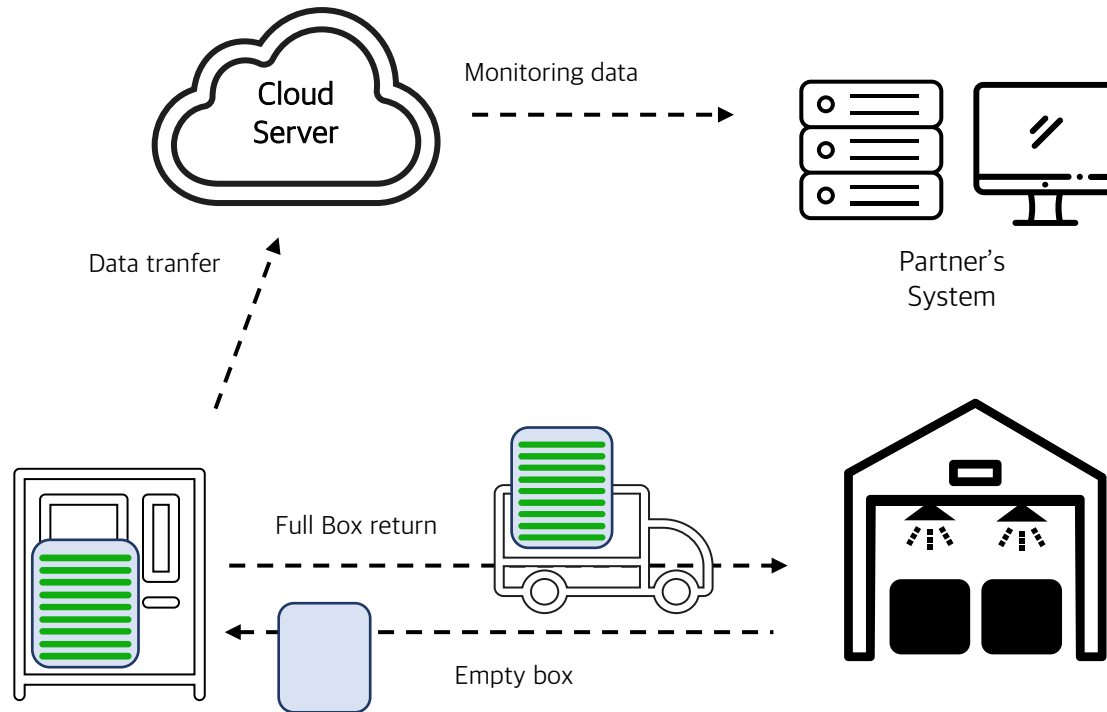 Cloud
Server
Monitoring data
Data tranfer
Partner's
System
Full Box return
Empty box